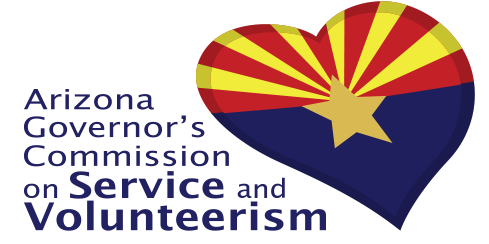 Arizona
Governor's
Commission
on Service and
Volunteerism